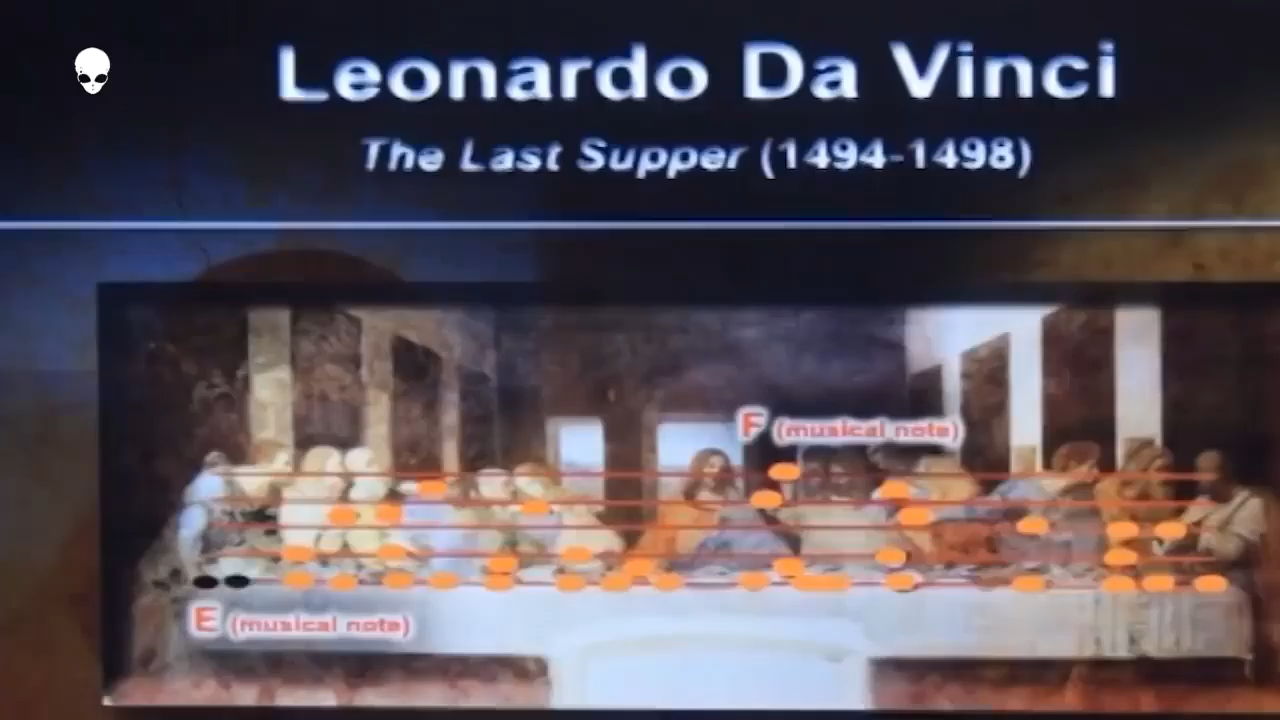 Leonardo Da Vinci
The Last Supper (1494-1498)
F (musical note)
E (musical note)